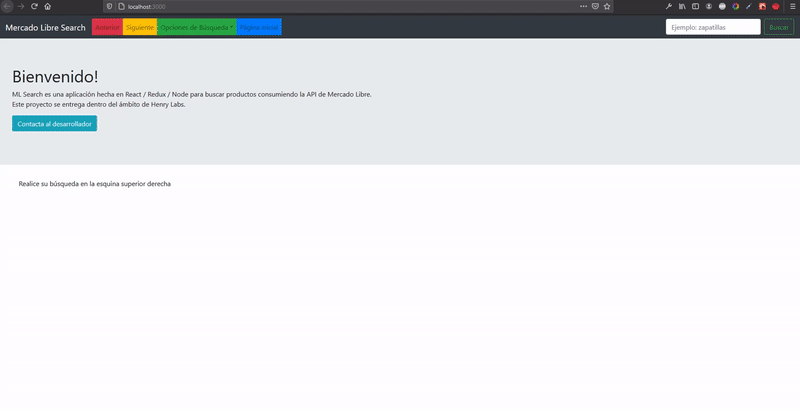 localhost:3000
Mercado Libre Search
Anterior
Siguiente
Opciones de Búsqueda
Página inicial
Ejemplo: zapatillas
Buscar
Bienvenido!
ML Search es una aplicación hecha en React / Redux / Node para buscar productos consumiendo la API de Mercado Libre.
Este proyecto se entrega dentro del ámbito de Henry Labs.
Contacta al desarrollador
Realice su búsqueda en la esquina superior derecha